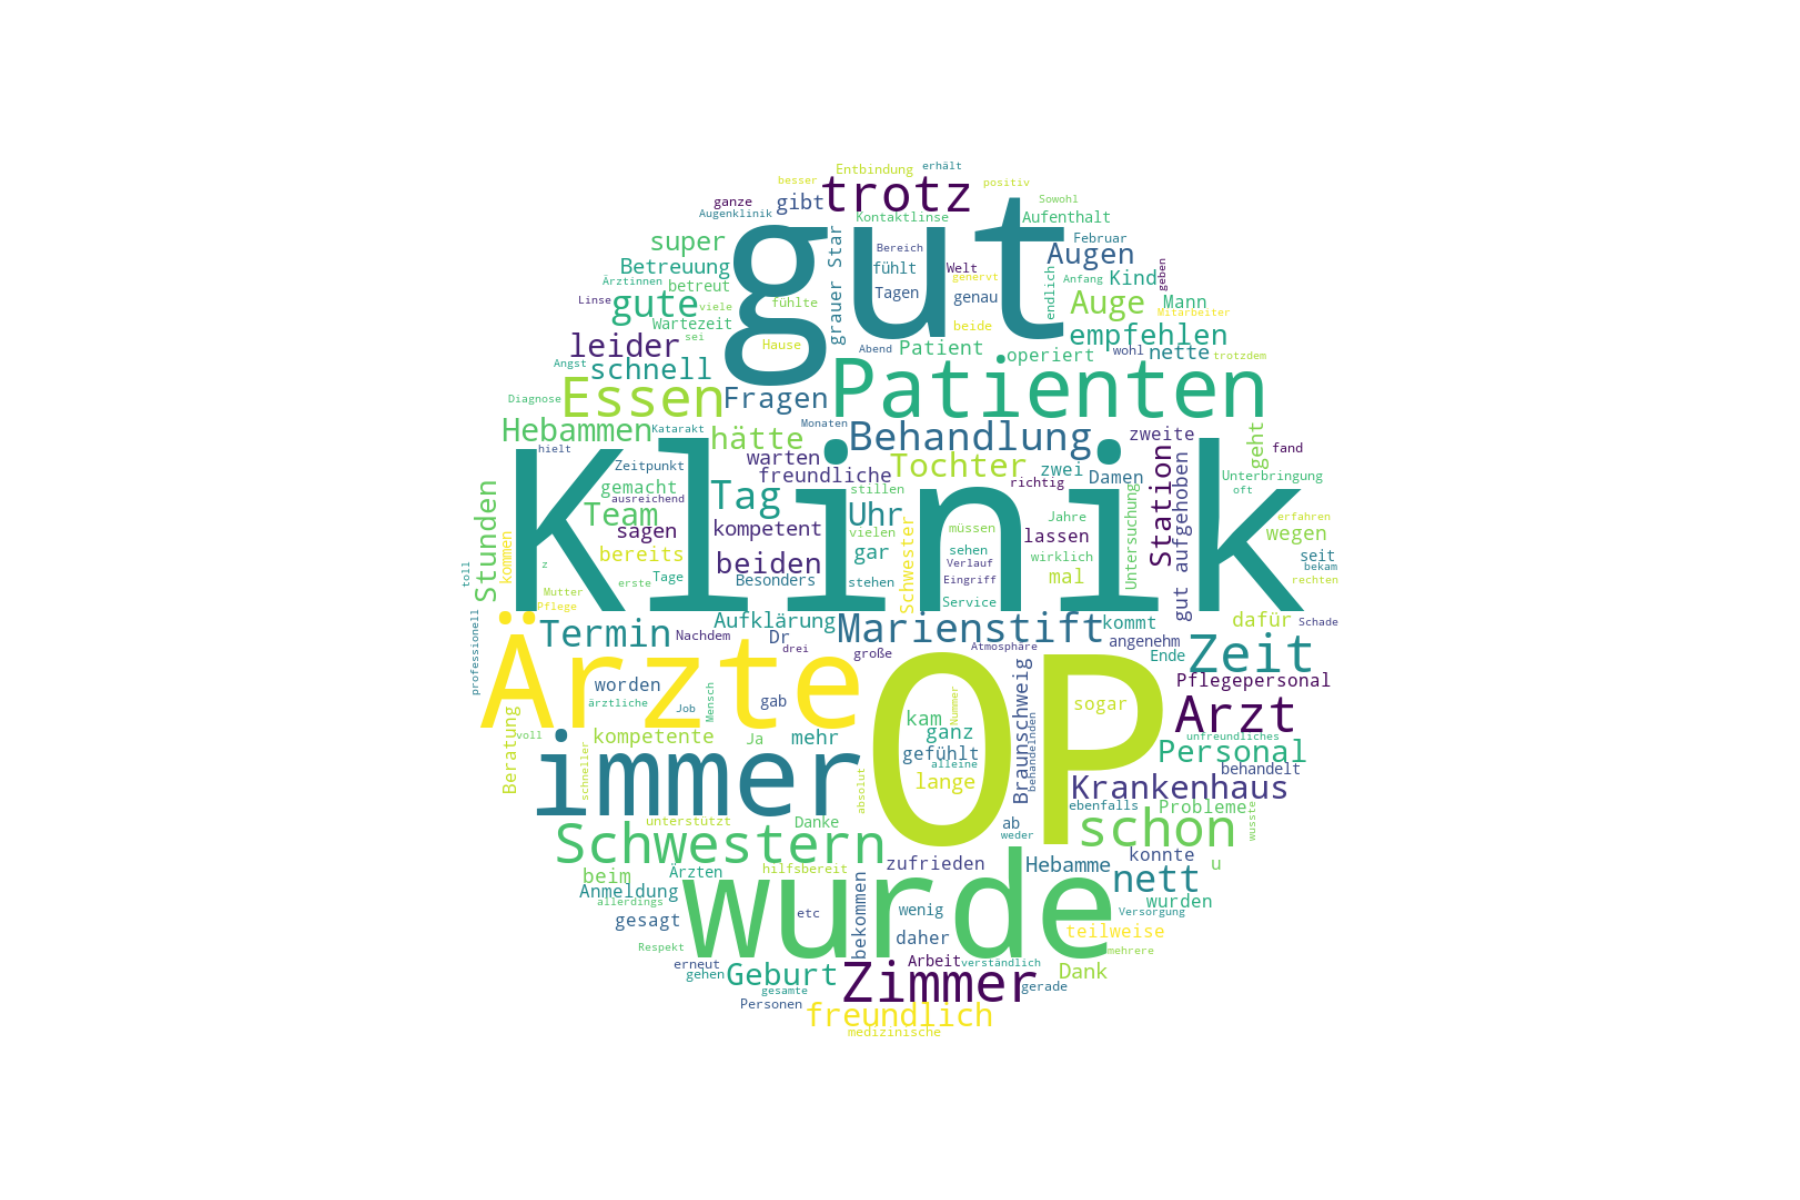 erhält
Entbindung
besser
positiv
trotz
ganze
gibt
Sowohl
Augenklinik
Kontaktlinse
Aufenthalt
gut
super
grauer Star
Bereich
Februar
Augen
Betreuung
fühlt
Welt
Ärztinnen
betreut
genervt
endlich
Anfang
Kind
geben
Linse
gute
viele
fühlte
Tagen
genau
Auge
Mann
Mitarbeiter
Wartezeit
beide
sei
empfehlen
leider
Hause
Abend
Patient
operiert
wohl
nette
trotzdem
Angst
schnell
Patienten
Essen
Fragen
Diagnose
Hebammen
Katarakt
Monaten
hätte
Behandlung
zweite
geht
hielt
warten
fand
Zeitpunkt
freundliche
Tochter
zwei
Damen
Station
gut aufgehoben
Unterbringung
Klinik
gemacht
ausreichend
Tag
stillen
richtig
oft
Stunden
Team
Uhr
Untersuchung
sagen
kompetent
vielen
Schwester
müssen
Jahre
lassen
erfahren
wegen
kommen
bereits
beiden
gar
sehen
wirklich
seit
z
Verlauf
bekam
toll
erste
Tage
Besonders
stehen
Eingriff
mal
rechten
Mutter
Pflege
Service
Aufklärung
Marienstift
kommt
dafür
Schade
Termin
Nachdem
Dr
drei
große
Atmosphäre
angenehm
Ende
Zeit
professionell
Ärzte
worden
Braunschweig
Pflegepersonal
ärztliche
Job
Mensch
gab
OP
Nummer
sogar
Arzt
Beratung
voll
kompetente
Ja
mehr
kam
ganz
behandelnden
unfreundliches
immer
gefühlt
alleine
Personal
schneller
absolut
lange
behandelt
Krankenhaus
ebenfalls
Probleme
unterstützt
Danke
ab
schon
wusste
weder
Schwestern
zufrieden
Hebamme
konnte
u
beim
Ärzten
hilfsbereit
nett
Anmeldung
allerdings
wurde
bekommen
wurden
gesagt
etc
wenig
Versorgung
daher
teilweise
Respekt
mehrere
erneut
gehen
Geburt
Arbeit
verständlich
Dank
gesamte
Zimmer
gerade
Personen
freundlich
medizinische